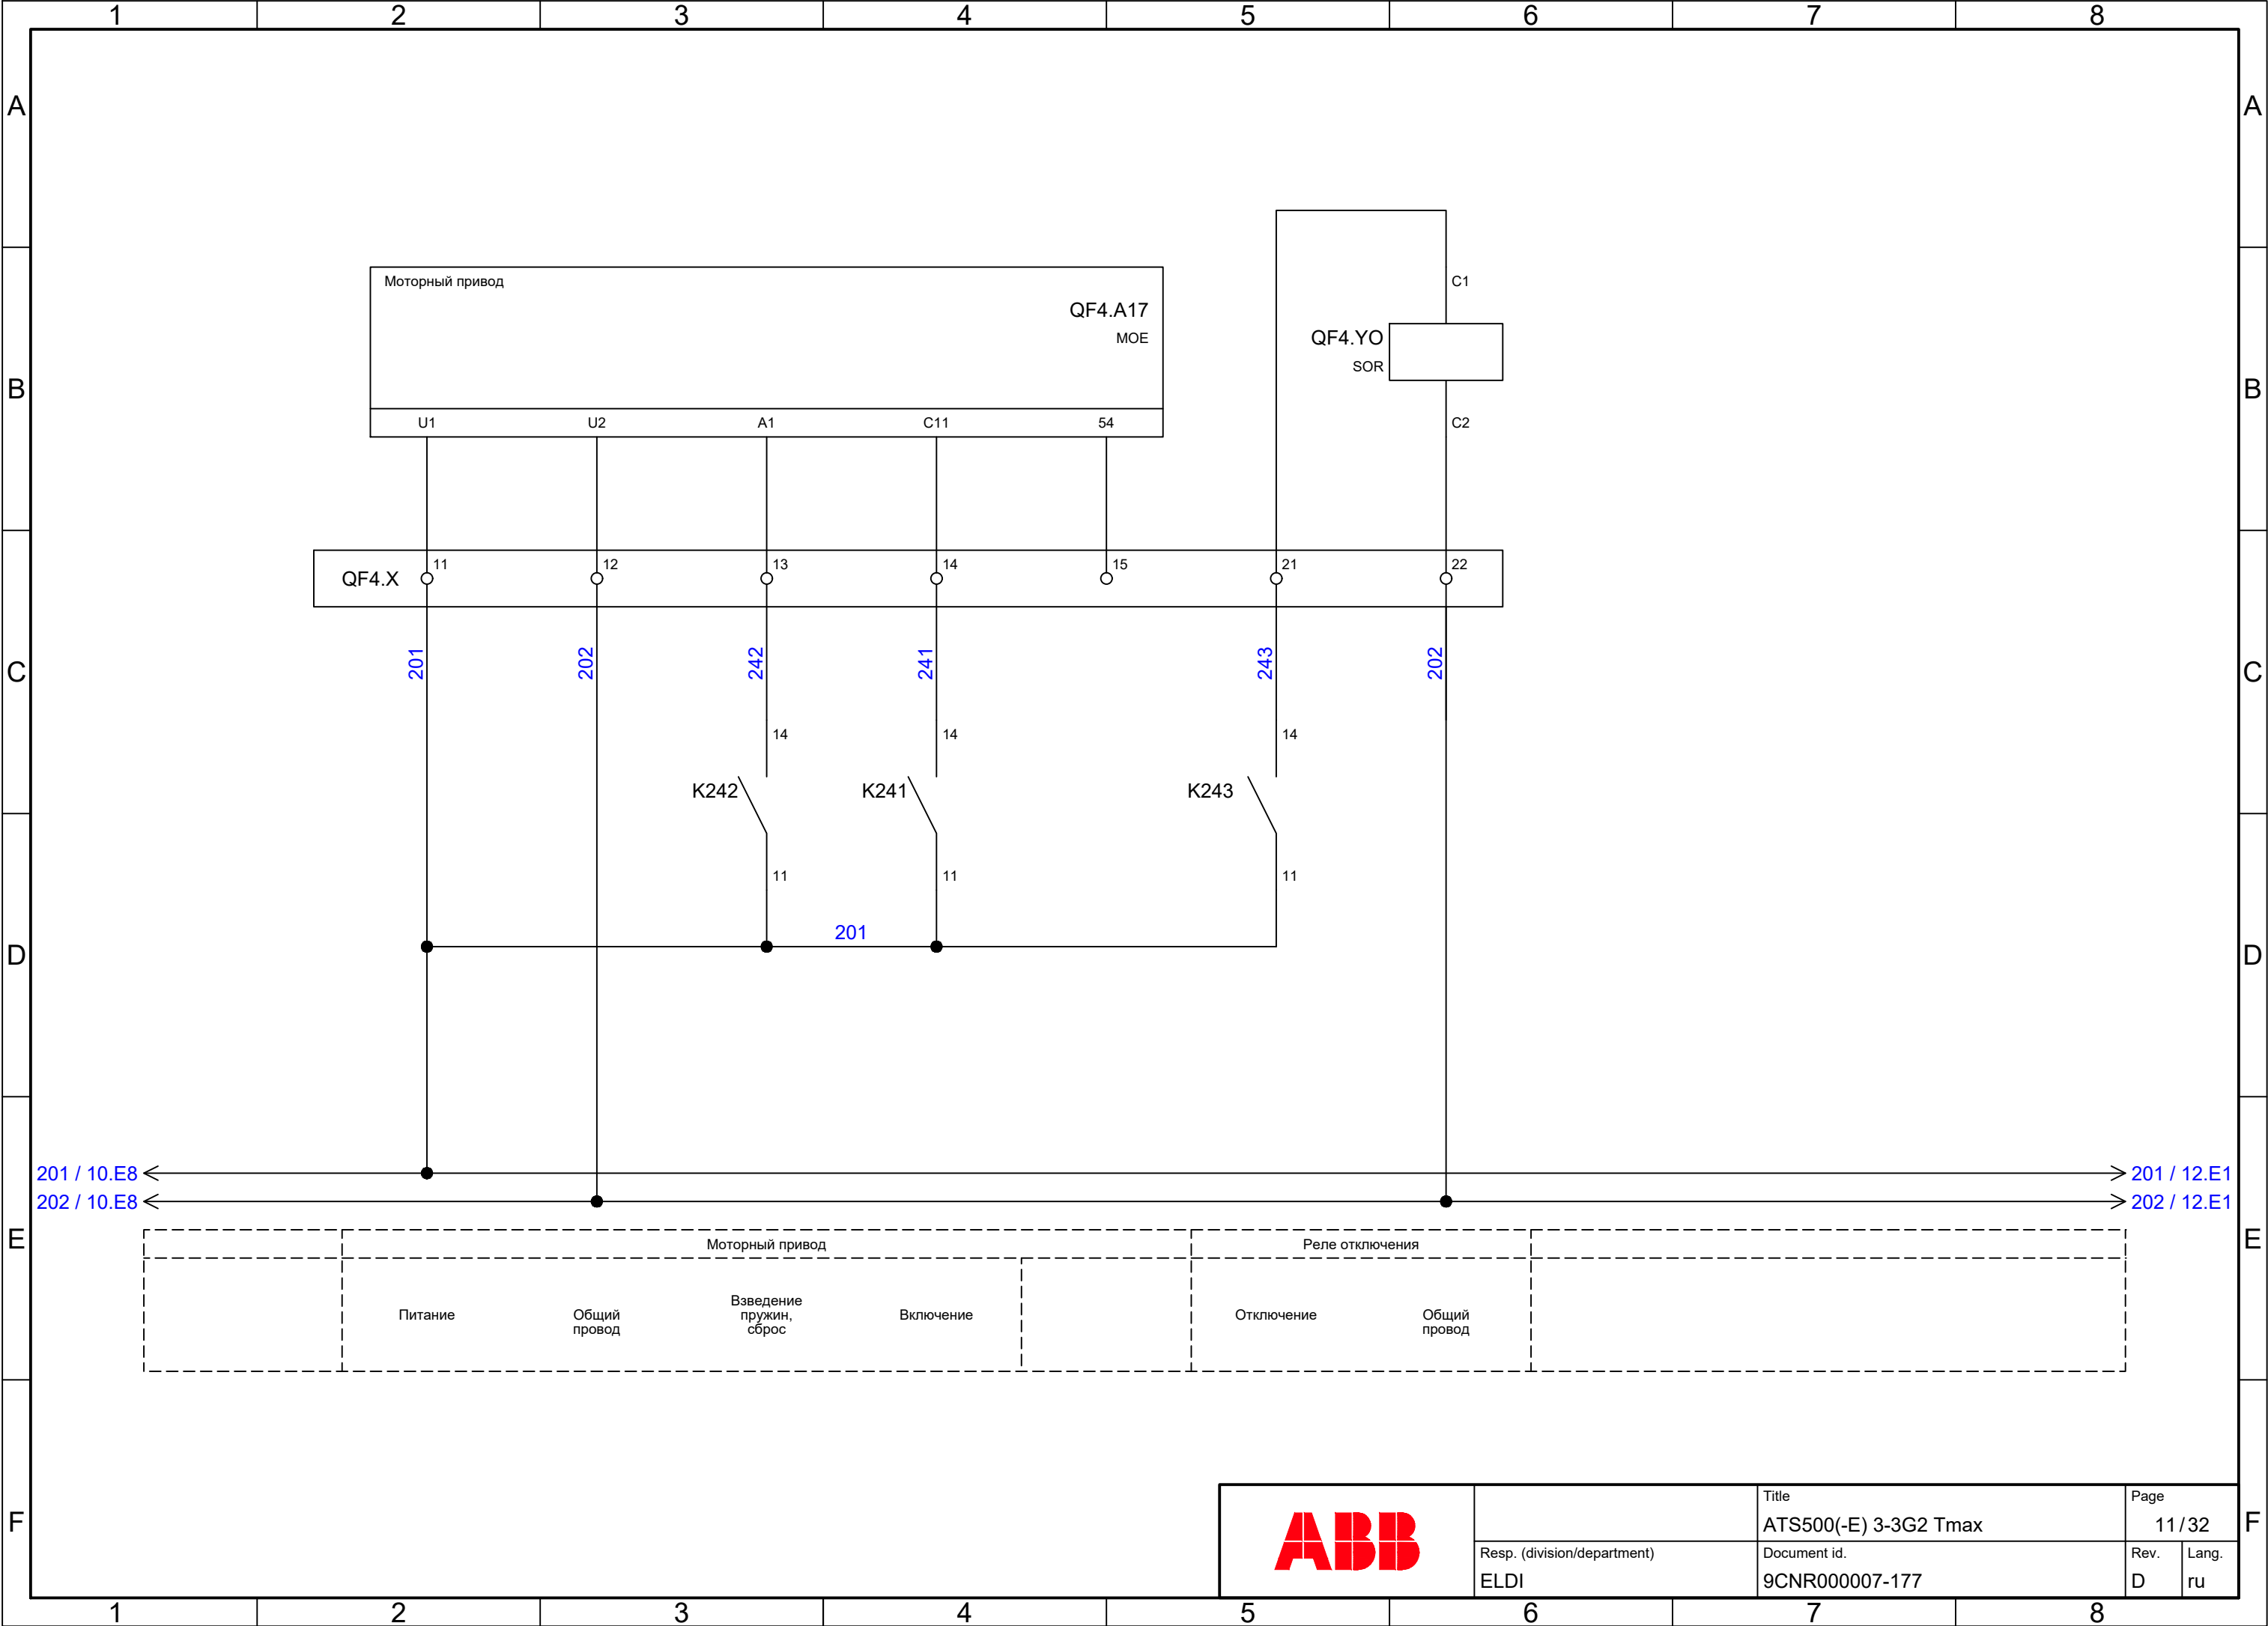 1 2 3 4 5 6 7 8
A A
Моторный привод
C1
QF4.A17
MOE
QF4.YO
SOR
B B
U1 U2 A1 C11 54
C2
11 12 13 14 15 21 22
QF4.X
201 202 242 241 243 202
C C
14 14 14
K242 K241 K243
11 11 11
201
D D
201 / 10.E8 201 / 12.E1
202 / 10.E8 202 / 12.E1
E E
Моторный привод Реле отключения
Питание
Общий
провод
Взведение
пружин,
сброс
Включение
Отключение
Общий
провод
F F
ABB
Title
ATS500(-E) 3-3G2 Tmax
Page
11/32
Resp. (division/department)
ELDI
Document id.
9CNR000007-177
Rev.
D
Lang.
ru
1 2 3 4 5 6 7 8